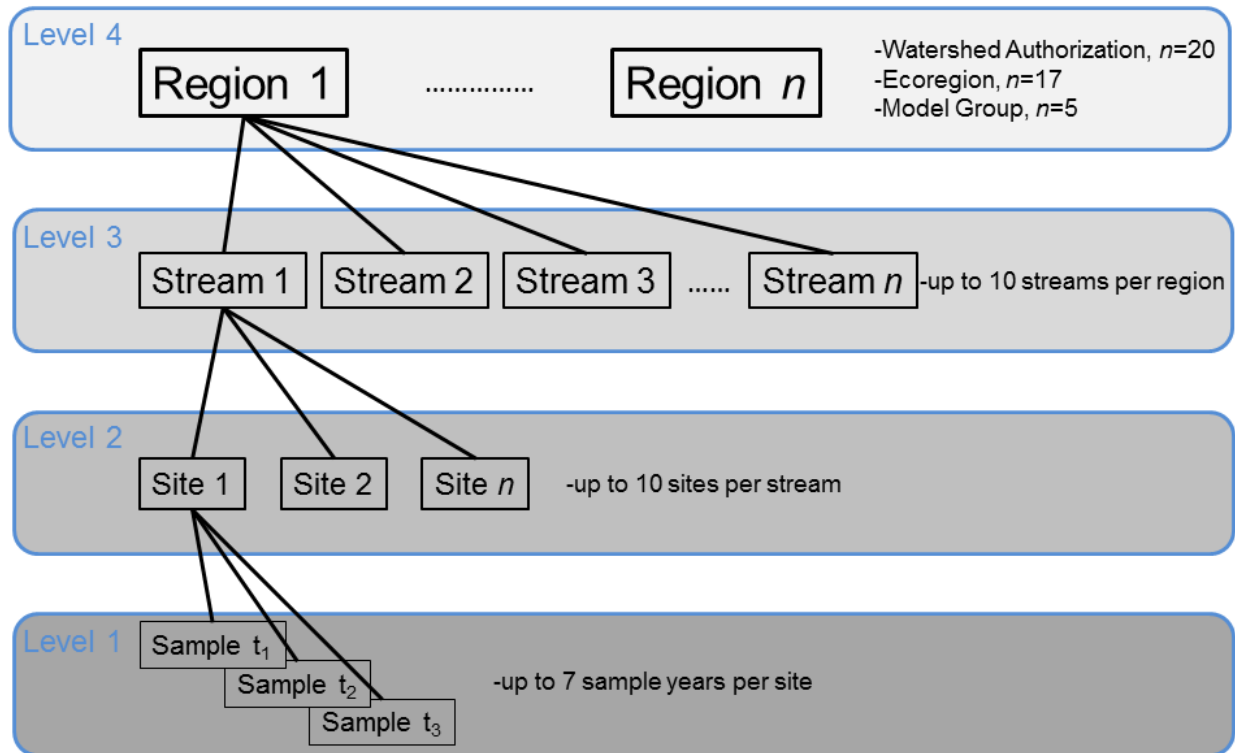 Level 4
Region 1
...............
Region n
-Watershed Authorization, n=20
-Ecoregion, n=17
-Model Group, n=5
Level 3
Stream 1
Stream 2
Stream 3
......
Stream n
-up to 10 streams per region
Level 2
Site 1
Site 2
Site n
-up to 10 sites per stream
Level 1
Sample t₁
Sample t₂
Sample t₃
-up to 7 sample years per site